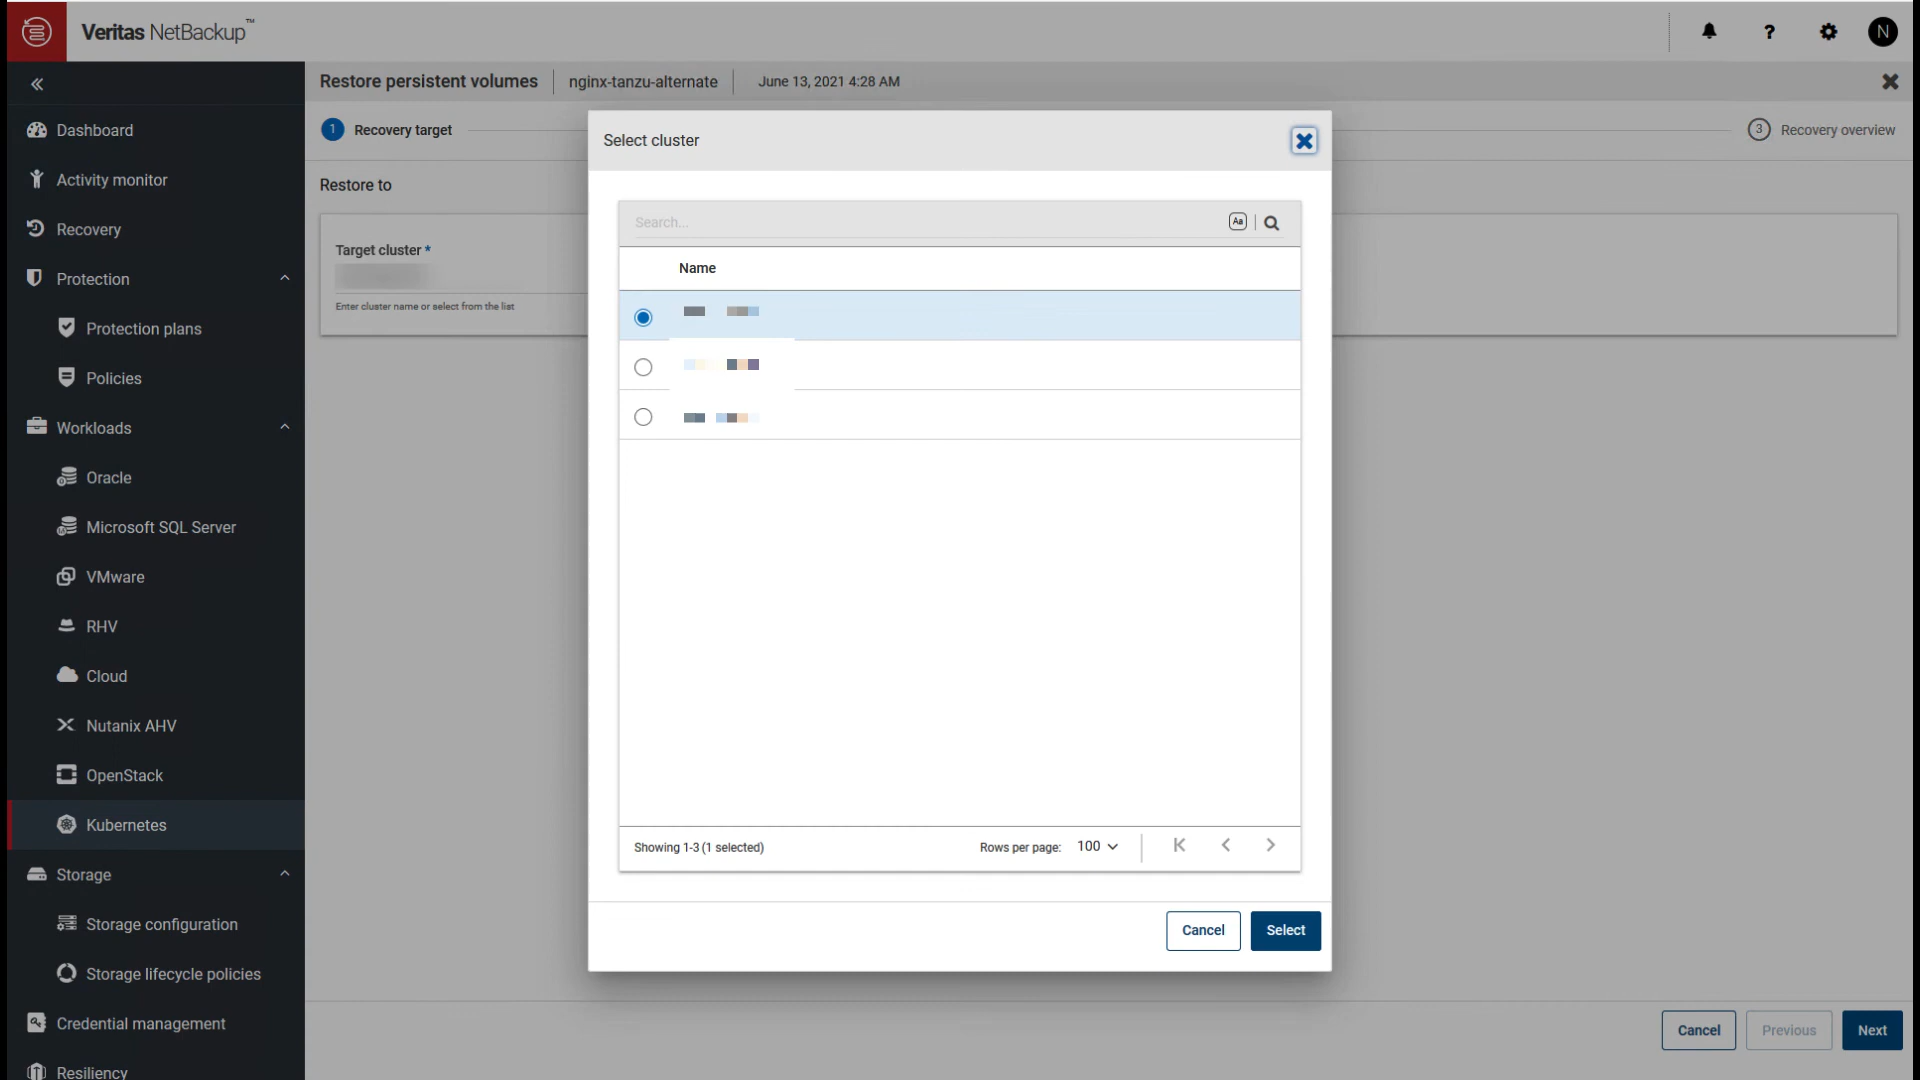 Veritas NetBackup™
?
N
Restore persistent volumes
nginx-tanzu-alternate
June 13, 2021 4:28 AM
Dashboard
Activity monitor
Recovery
Protection
Protection plans
Policies
Workloads
Oracle
Microsoft SQL Server
VMware
RHV
Cloud
Nutanix AHV
OpenStack
Kubernetes
Storage
Storage configuration
Storage lifecycle policies
Credential management
Resiliency
1 Recovery target
3 Recovery overview
Restore to
Target cluster *
Enter cluster name or select from the list
Select cluster
Search...
Aa
Name
Showing 1-3 (1 selected)
Rows per page: 100
Cancel
Select
Cancel
Previous
Next